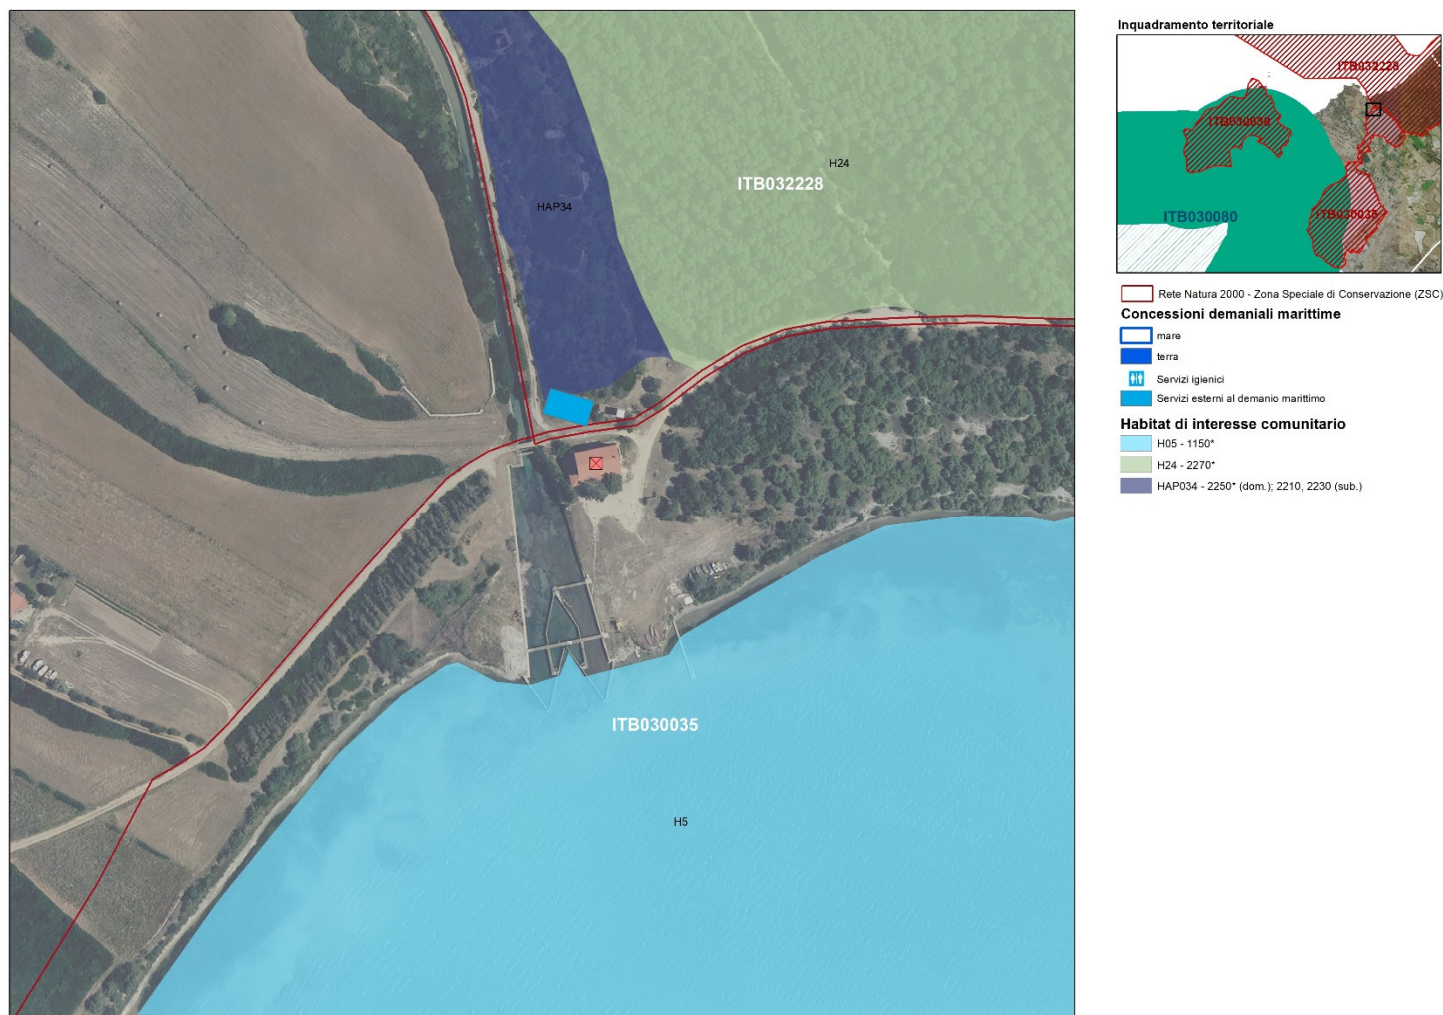 HAP34
H24
ITB032228
ITB030035
H5
Inquadramento territoriale
ITB032228
ITB030080
ITB030035
Rete Natura 2000 - Zona Speciale di Conservazione (ZSC)
Concessioni demaniali marittime
mare
terra
Servizi igienici
Servizi esterni al demanio marittimo
Habitat di interesse comunitario
H05 - 1150*
H24 - 2270*
HAP034 - 2250* (dom.); 2210, 2230 (sub.)